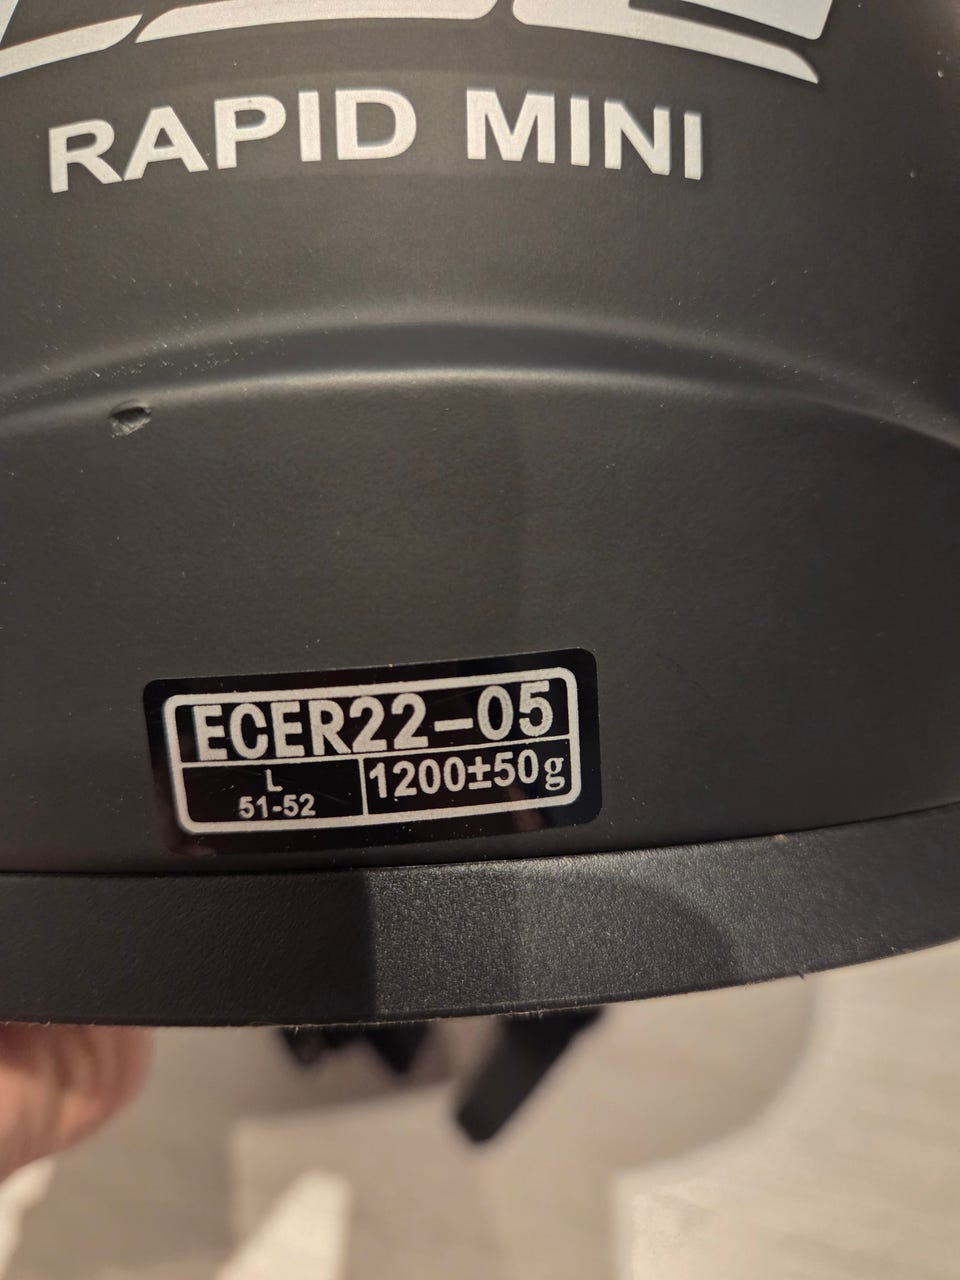 RAPID MINI
ECER22-05
L
51-52
1200±50g